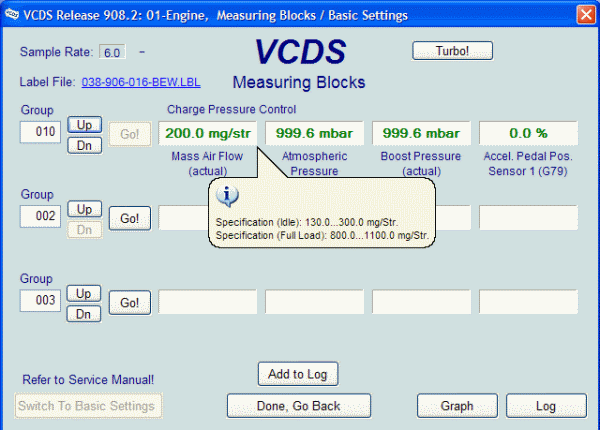 VCDS Release 908.2: 01-Engine,  Measuring Blocks / Basic Settings
Sample Rate: 6.0 -
VCDS
Turbo!
Label File: 038-906-016-BEW.LBL
Measuring Blocks
Group
Charge Pressure Control
010 Up Go! 200.0 mg/str 999.6 mbar 999.6 mbar 0.0 %
Dn
Mass Air Flow Atmospheric Boost Pressure Accel. Pedal Pos.
(actual) Pressure (actual) Sensor 1 (G79)
Group
002 Up Go!
Dn
Specification (Idle): 130.0...300.0 mg/Str.
Specification (Full Load): 800.0...1100.0 mg/Str.
Group
003 Up Go!
Dn
Refer to Service Manual!
Add to Log
Switch To Basic Settings
Done, Go Back
Graph
Log